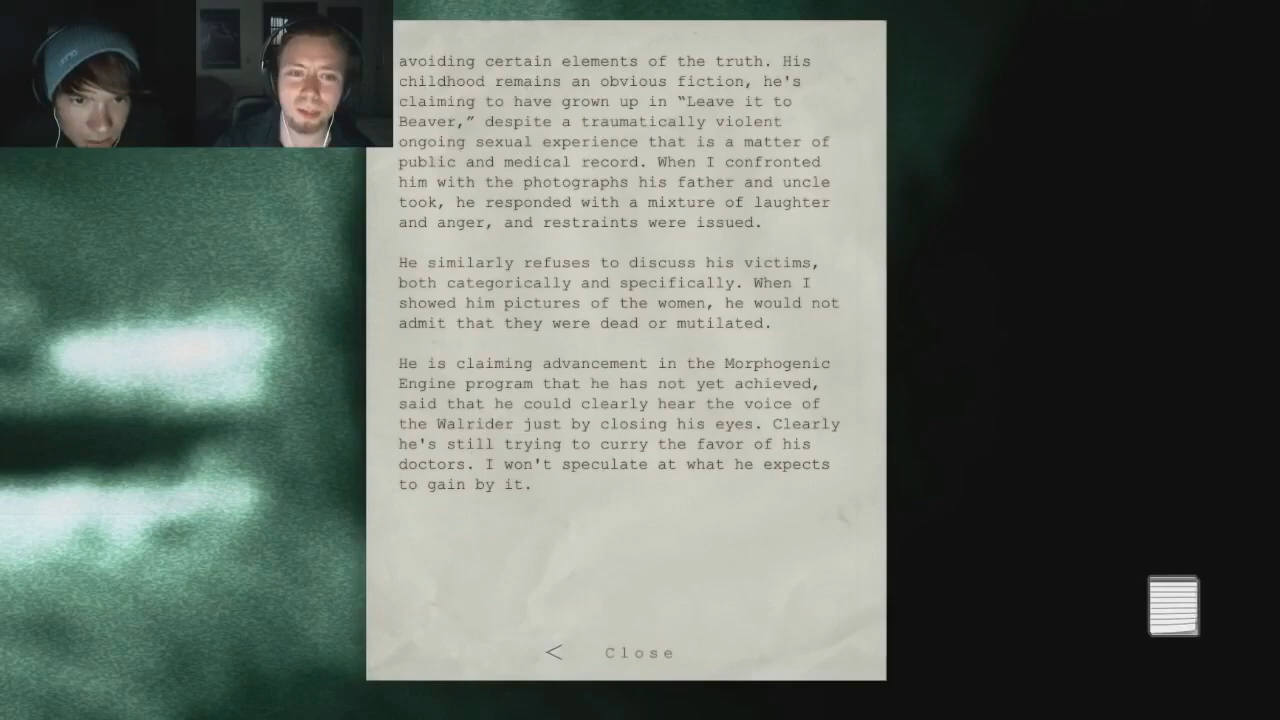 avoiding certain elements of the truth. His
childhood remains an obvious fiction, he's
claiming to have grown up in “Leave it to
Beaver,” despite a traumatically violent
ongoing sexual experience that is a matter of
public and medical record. When I confronted
him with the photographs his father and uncle
took, he responded with a mixture of laughter
and anger, and restraints were issued.
He similarly refuses to discuss his victims,
both categorically and specifically. When I
showed him pictures of the women, he would not
admit that they were dead or mutilated.
He is claiming advancement in the Morphogenic
Engine program that he has not yet achieved,
said that he could clearly hear the voice of
the Walrider just by closing his eyes. Clearly
he's still trying to curry the favor of his
doctors. I won't speculate at what he expects
to gain by it.
< Close